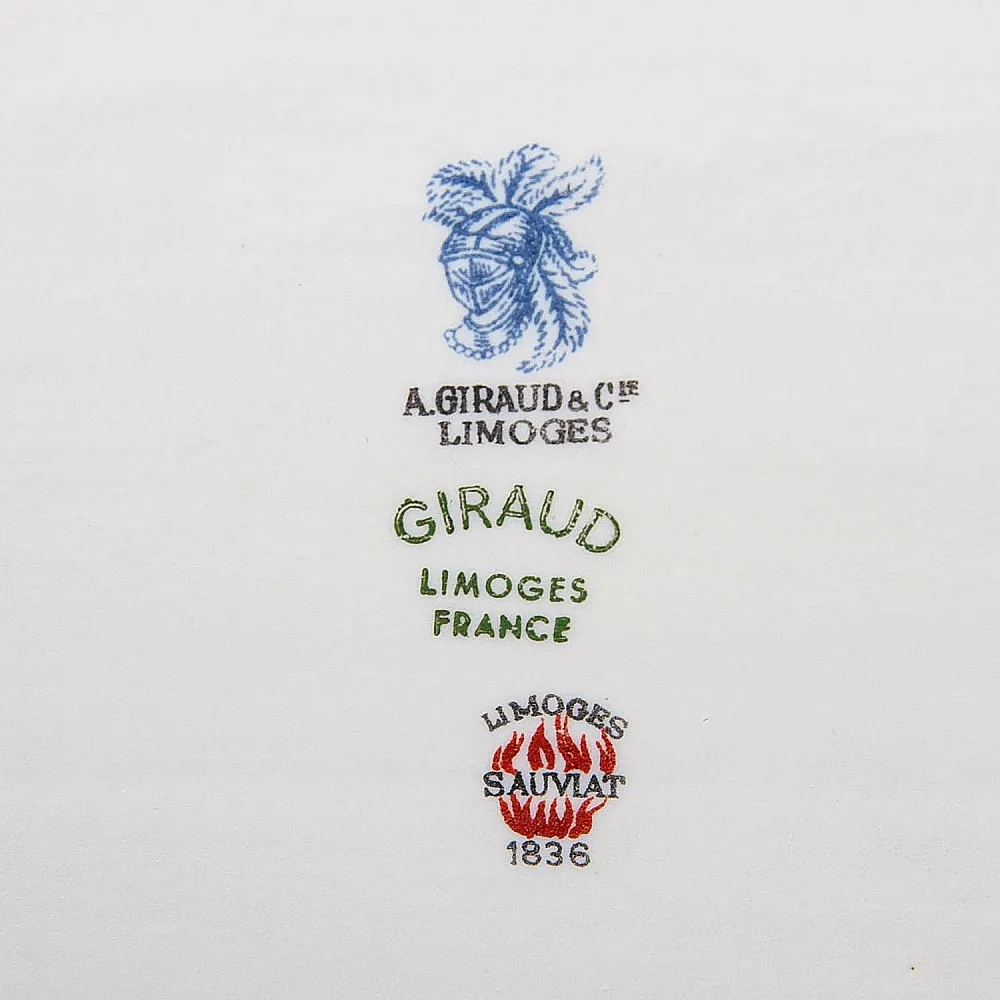 A.GIRAUD & CIE
LIMOGES
GIRAUD
LIMOGES
FRANCE
LIMOGES
SAUVIAT
1836